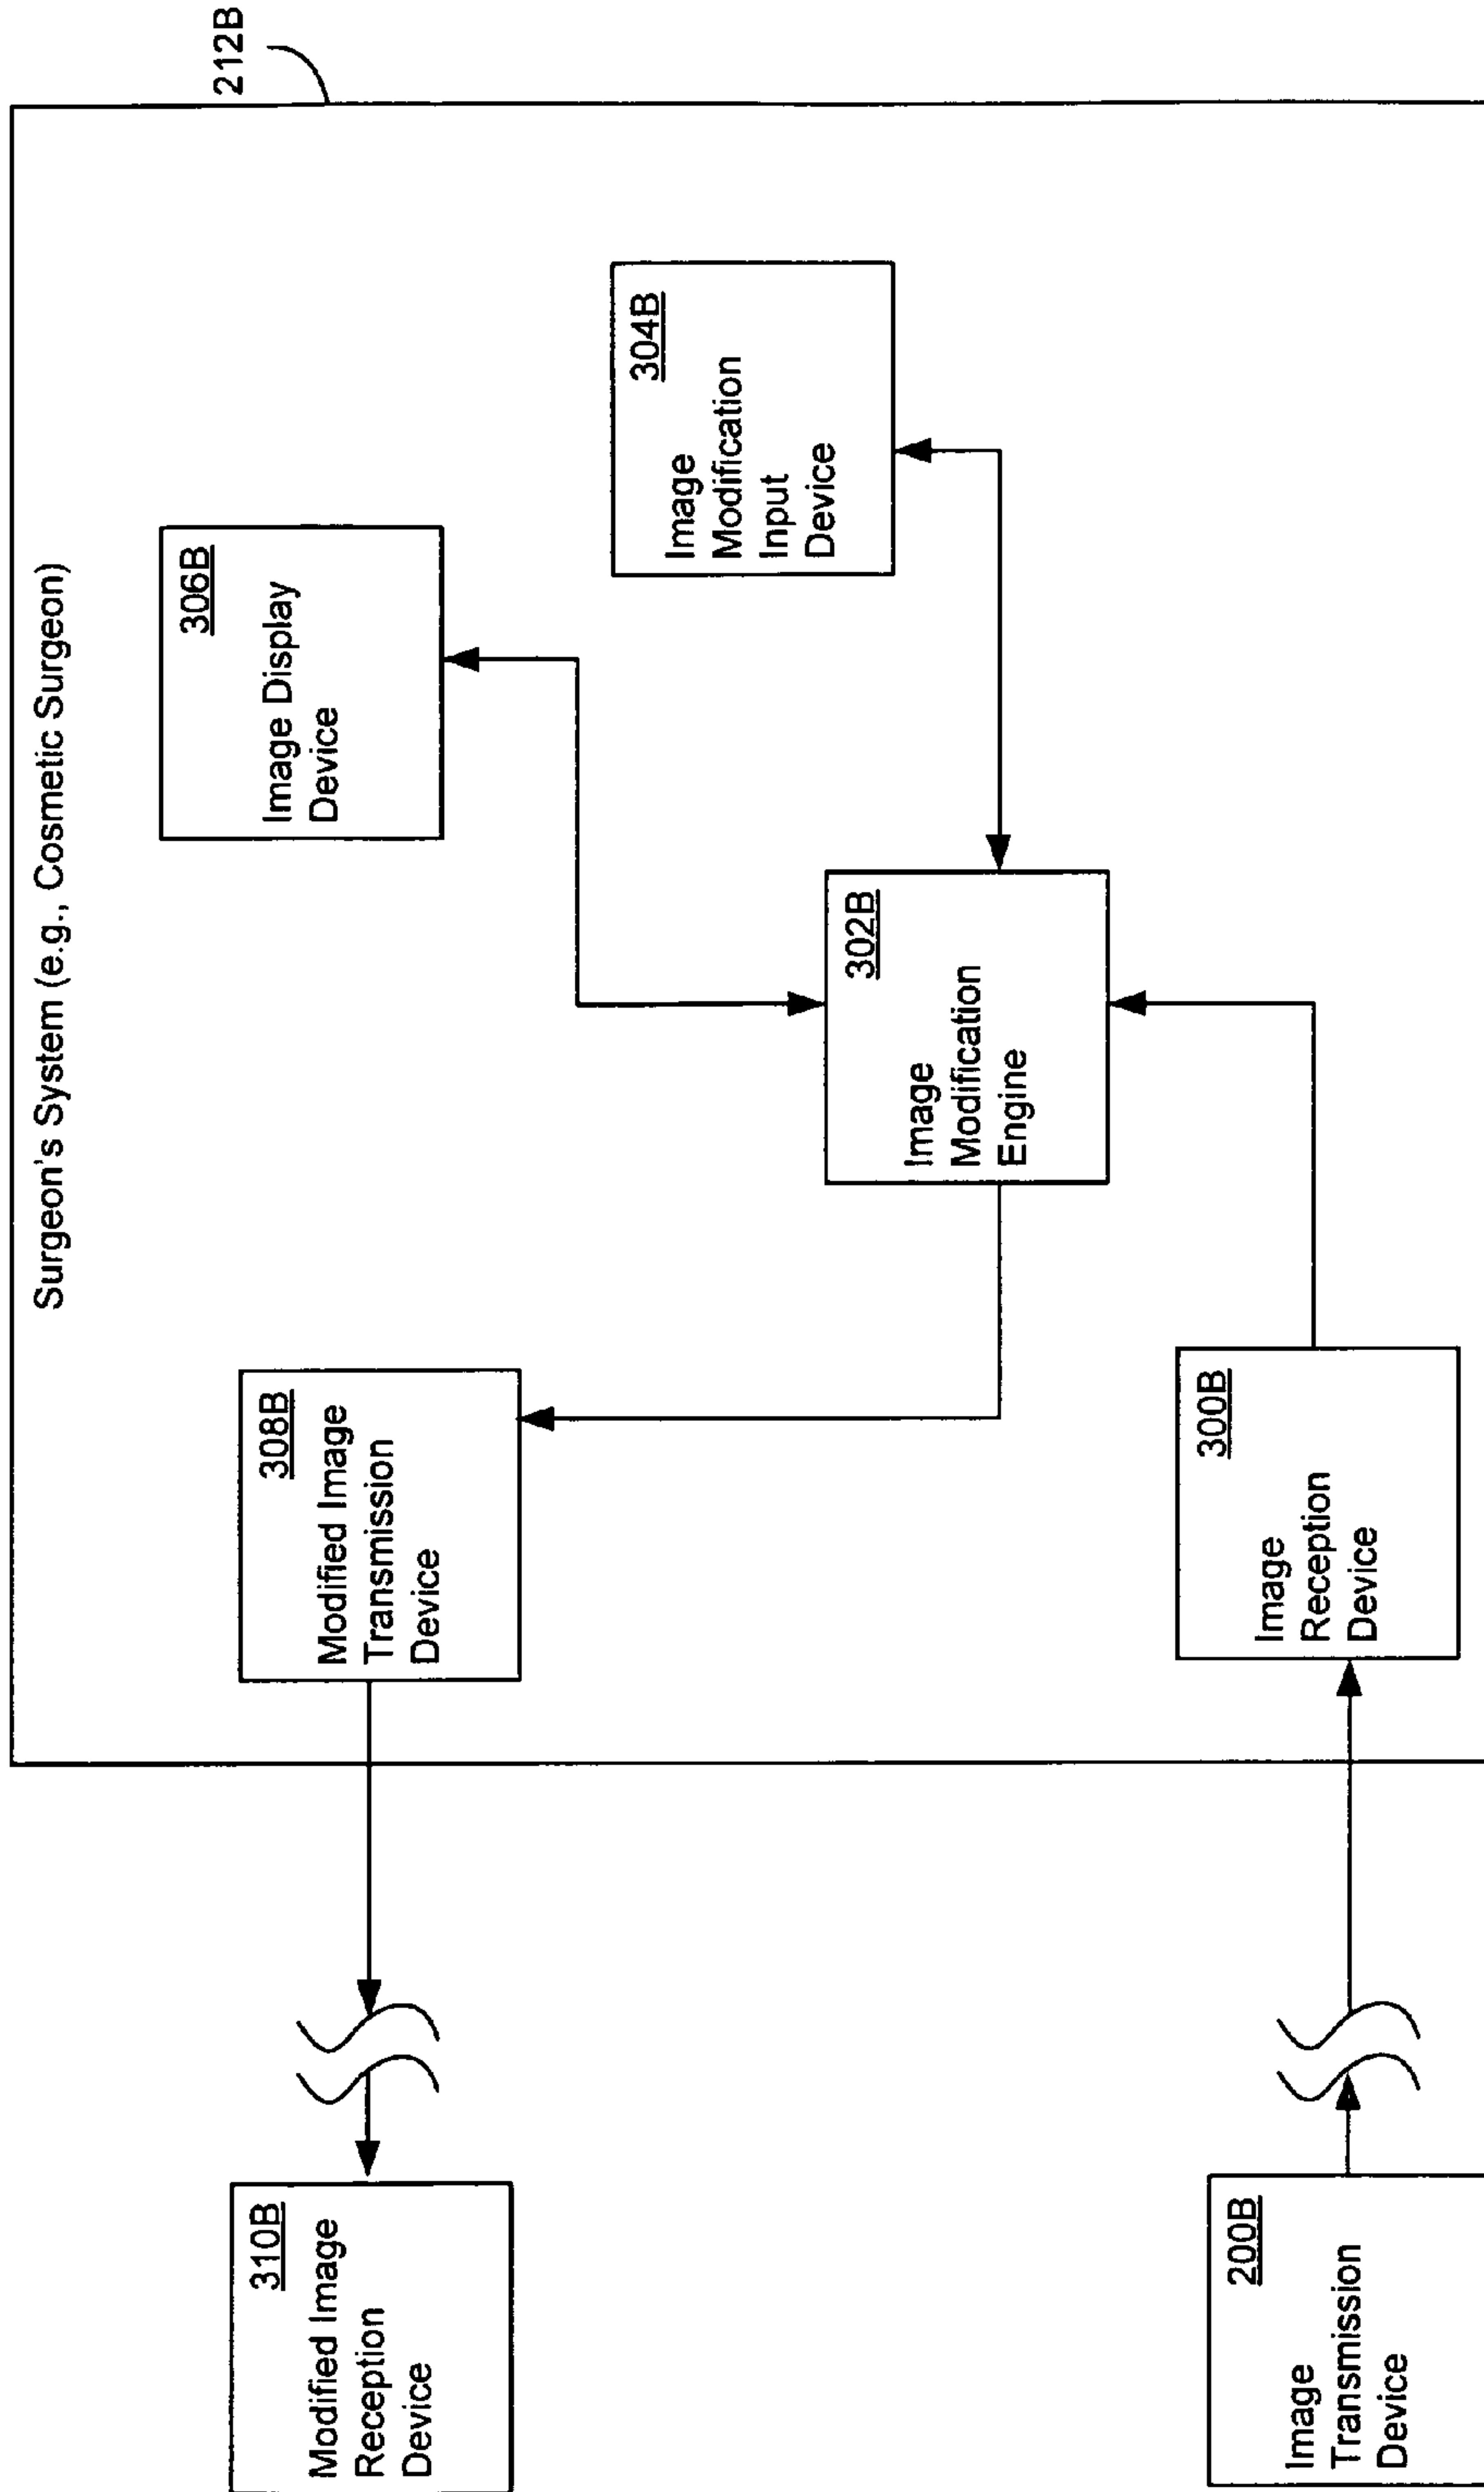 Surgeon's System (e.g., Cosmetic Surgeon)
212B
310B
Modified Image
Reception
Device
308B
Modified Image
Transmission
Device
306B
Image Display
Device
304B
Image
Modification
Input
Device
302B
Image
Modification
Engine
200B
Image
Transmission
Device
300B
Image
Reception
Device